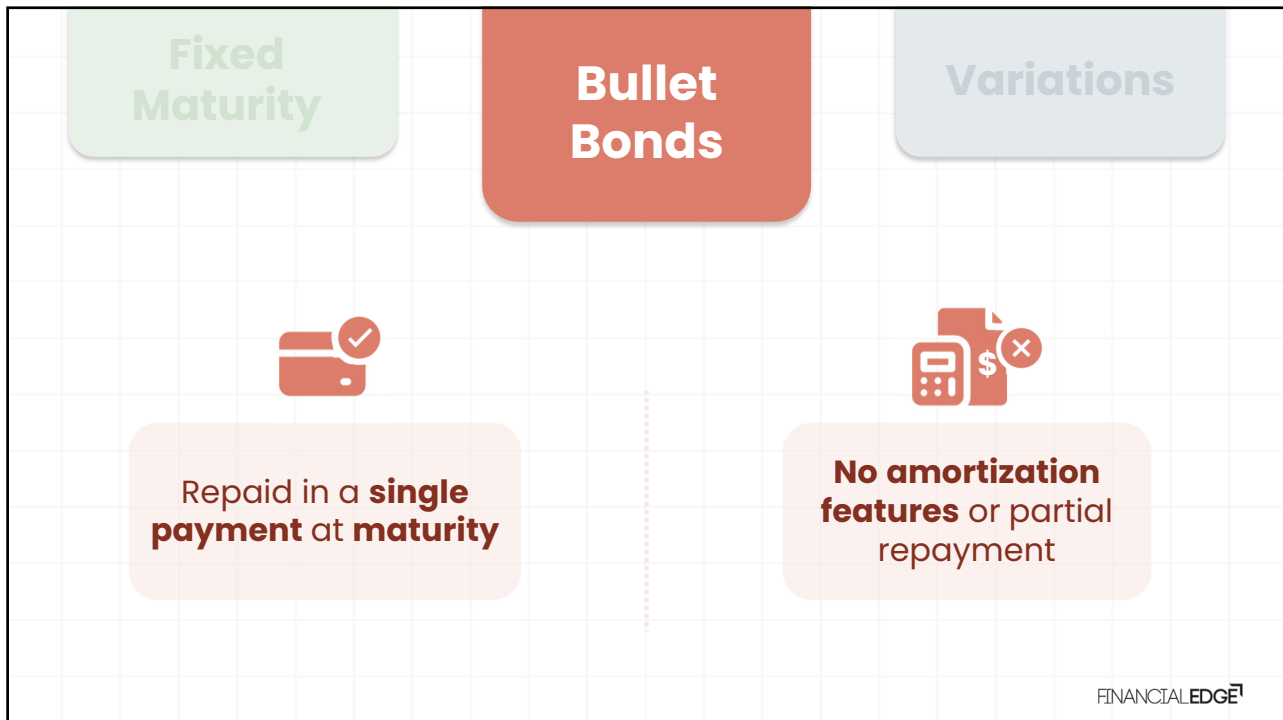 Fixed
Maturity
Bullet
Bonds
Variations
$
Repaid in a single
payment at maturity
No amortization
features or partial
repayment
FINANCIALEDGE